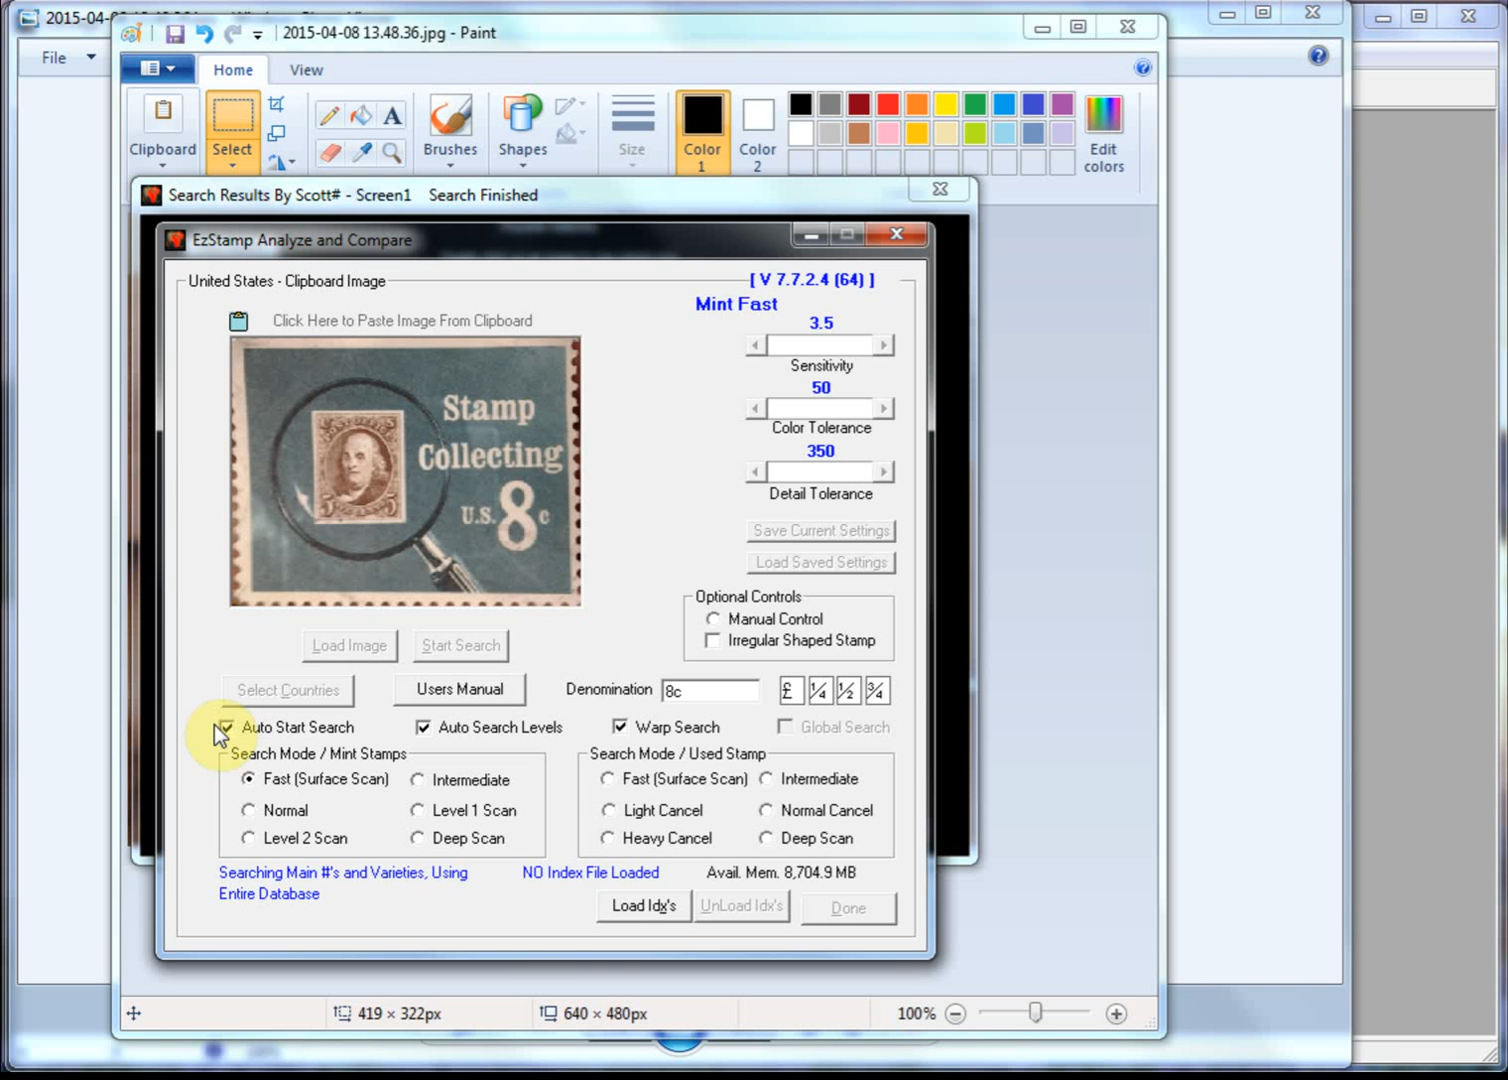 2015-04-0
2015-04-08 13.48.36.jpg - Paint
File
Home
View
Clipboard
Select
Brushes
Shapes
Size
Color
1
Color
2
Edit
colors
Search Results By Scott# - Screen1 Search Finished
EzStamp Analyze and Compare
United States - Clipboard Image
[ V 7.7.2.4 (64) ]
Mint Fast
Click Here to Paste Image From Clipboard
3.5
Sensitivity
50
Color Tolerance
350
Detail Tolerance
Stamp
Collecting
U.S. 8c
5 5
Save Current Settings
Load Saved Settings
Optional Controls
Manual Control
Irregular Shaped Stamp
Load Image
Start Search
Select Countries
Users Manual
Denomination 8c
£ 1/4 1/2 3/4
Auto Start Search
Auto Search Levels
Warp Search
Global Search
Search Mode / Mint Stamps
Search Mode / Used Stamp
Fast (Surface Scan)
Intermediate
Fast (Surface Scan)
Intermediate
Normal
Level 1 Scan
Light Cancel
Normal Cancel
Level 2 Scan
Deep Scan
Heavy Cancel
Deep Scan
Searching Main #'s and Varieties, Using
Entire Database
NO Index File Loaded
Avail. Mem. 8,704.9 MB
Load Idx's
UnLoad Idx's
Done
419 × 322px
640 × 480px
100%